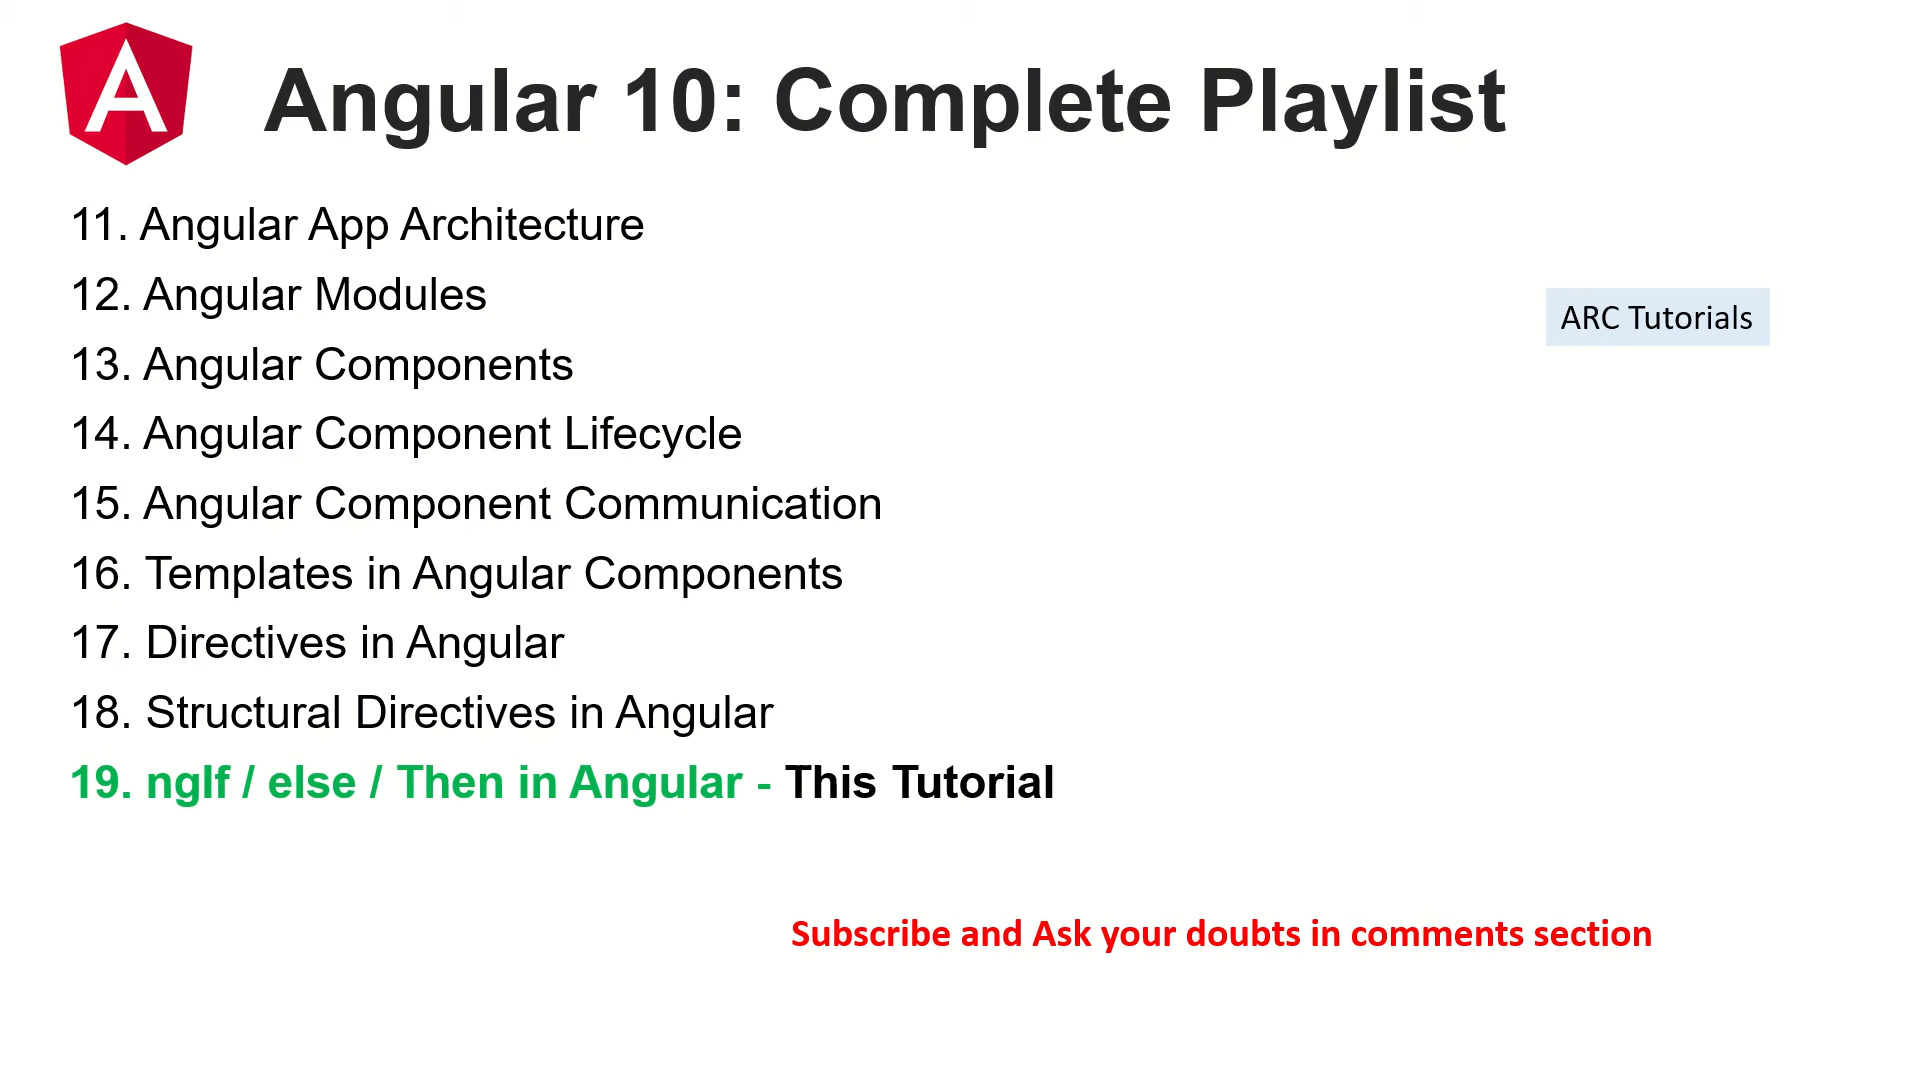 Angular 10: Complete Playlist
11. Angular App Architecture
12. Angular Modules
ARC Tutorials
13. Angular Components
14. Angular Component Lifecycle
15. Angular Component Communication
16. Templates in Angular Components
17. Directives in Angular
18. Structural Directives in Angular
19. ngIf / else / Then in Angular - This Tutorial
Subscribe and Ask your doubts in comments section